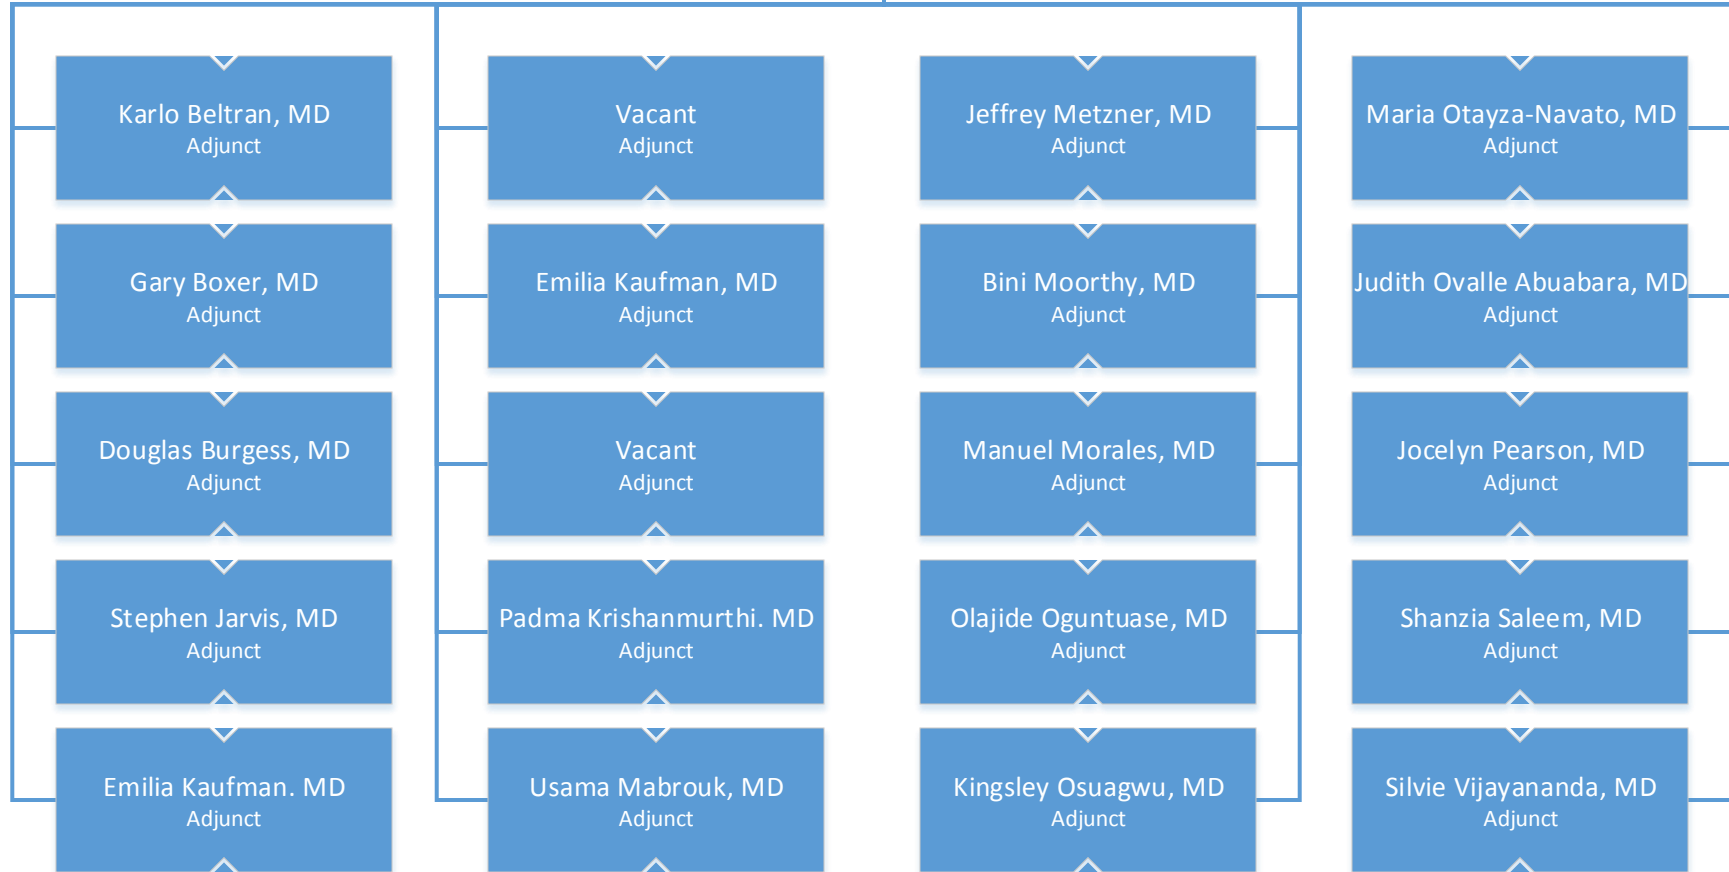 Karlo Beltran, MD
Adjunct
Vacant
Adjunct
Jeffrey Metzner, MD
Adjunct
Maria Otayza-Navato, MD
Adjunct
Gary Boxer, MD
Adjunct
Emilia Kaufman, MD
Adjunct
Bini Moorthy, MD
Adjunct
Judith Ovalle Abuabara, MD
Adjunct
Douglas Burgess, MD
Adjunct
Vacant
Adjunct
Manuel Morales, MD
Adjunct
Jocelyn Pearson, MD
Adjunct
Stephen Jarvis, MD
Adjunct
Padma Krishanmurthi. MD
Adjunct
Olajide Oguntuase, MD
Adjunct
Shanzia Saleem, MD
Adjunct
Emilia Kaufman. MD
Adjunct
Usama Mabrouk, MD
Adjunct
Kingsley Osuagwu, MD
Adjunct
Silvie Vijayananda, MD
Adjunct